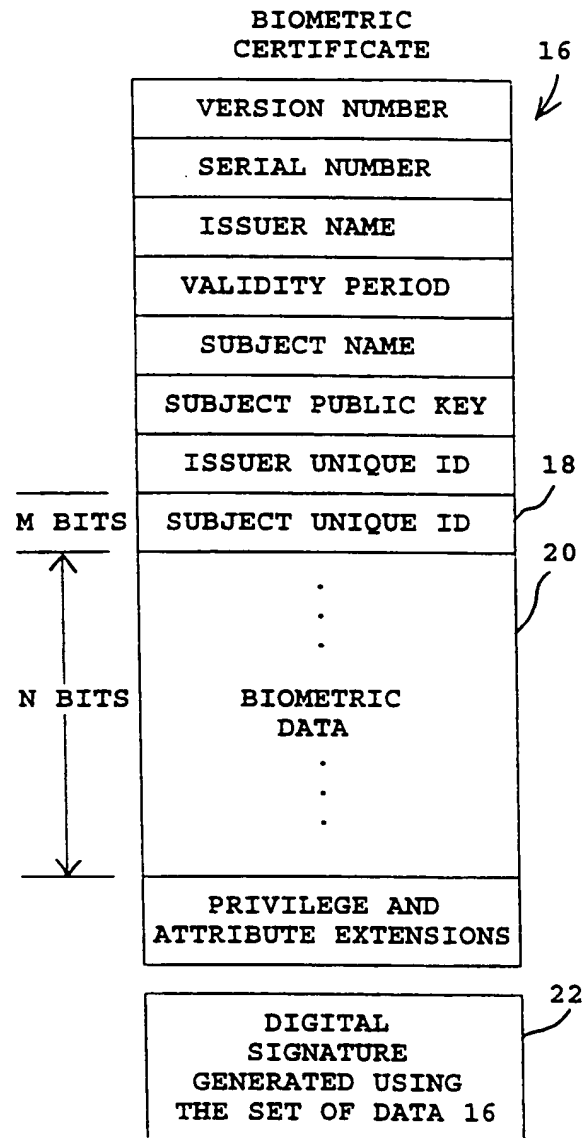 BIOMETRIC
CERTIFICATE
16
VERSION NUMBER
SERIAL NUMBER
ISSUER NAME
VALIDITY PERIOD
SUBJECT NAME
SUBJECT PUBLIC KEY
ISSUER UNIQUE ID
18
M BITS
SUBJECT UNIQUE ID
20
N BITS
BIOMETRIC
DATA
PRIVILEGE AND
ATTRIBUTE EXTENSIONS
22
DIGITAL
SIGNATURE
GENERATED USING
THE SET OF DATA 16